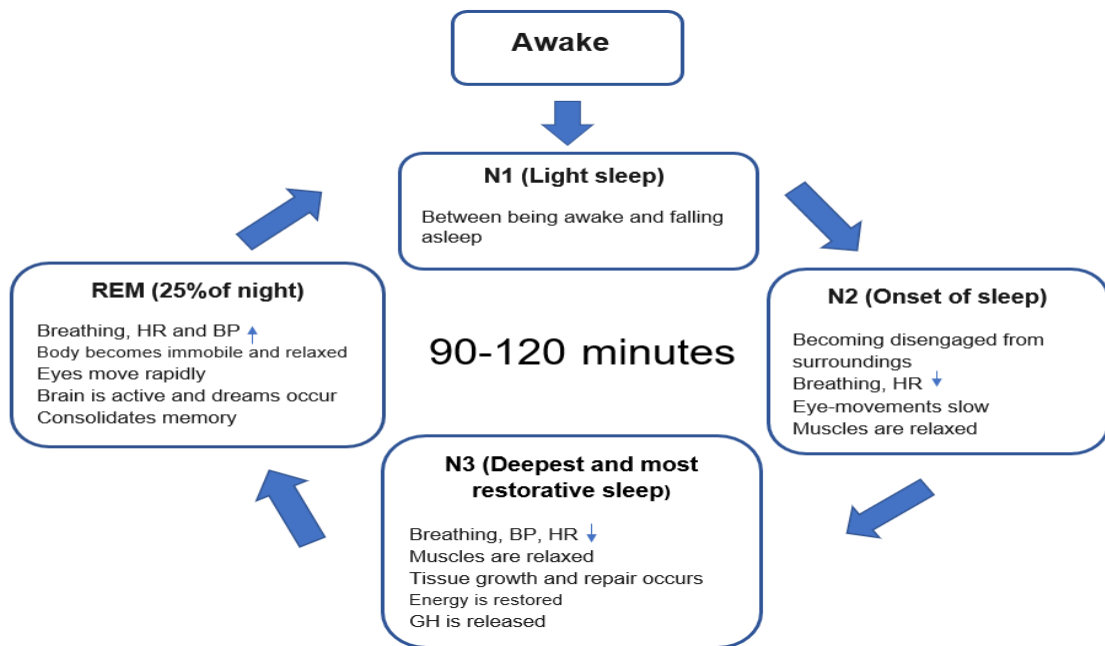 Awake
N1 (Light sleep)
Between being awake and falling
asleep
REM (25%of night)
Breathing, HR and BP ↑
Body becomes immobile and relaxed
Eyes move rapidly
Brain is active and dreams occur
Consolidates memory
90-120 minutes
N2 (Onset of sleep)
Becoming disengaged from
surroundings
Breathing, HR ↓
Eye-movements slow
Muscles are relaxed
N3 (Deepest and most
restorative sleep)
Breathing, BP, HR ↓
Muscles are relaxed
Tissue growth and repair occurs
Energy is restored
GH is released